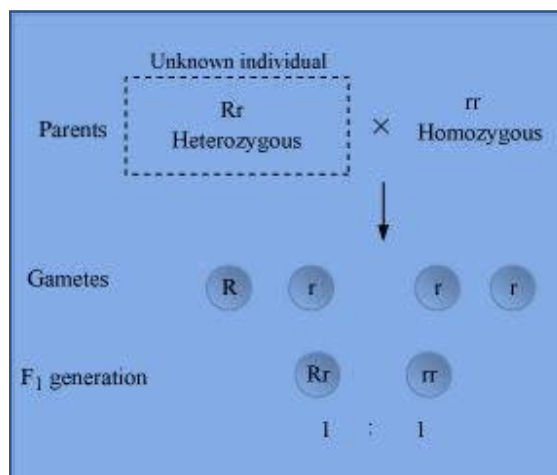 Unknown individual
Parents
Rr
Heterozygous
×
rr
Homozygous
Gametes
R r r r
F1 generation
Rr rr
1 : 1